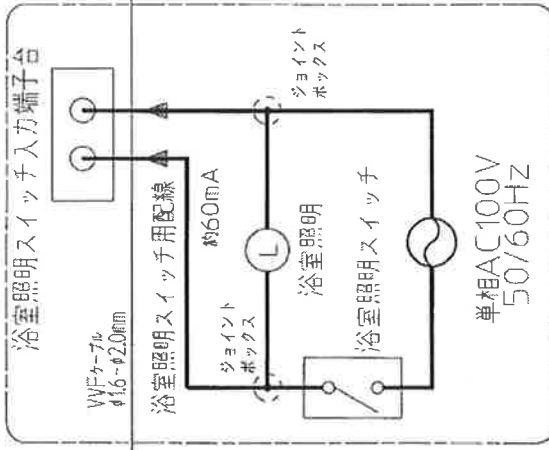 浴室照明スイッチ入力端子台
VVFケーブル
φ1.6~φ2.0mm
浴室照明スイッチ用配線
約60mA
ジョイント
ボックス
ジョイント
ボックス
L
浴室照明
浴室照明スイッチ
単相AC100V
50/60Hz